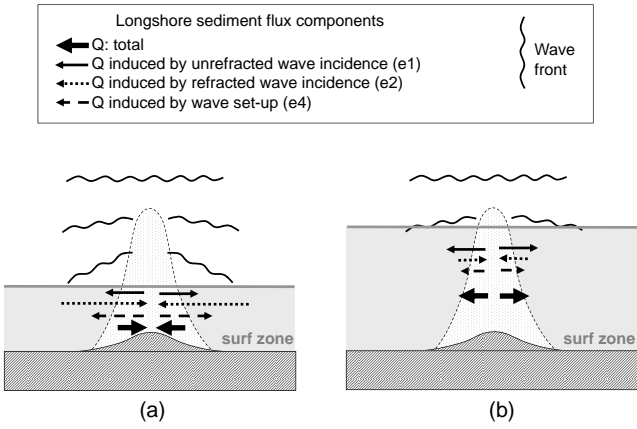 Longshore sediment flux components
Q: total
Q induced by unrefracted wave incidence (e1)
Q induced by refracted wave incidence (e2)
Q induced by wave set-up (e4)
Wave
front
surf zone
surf zone
(a)
(b)